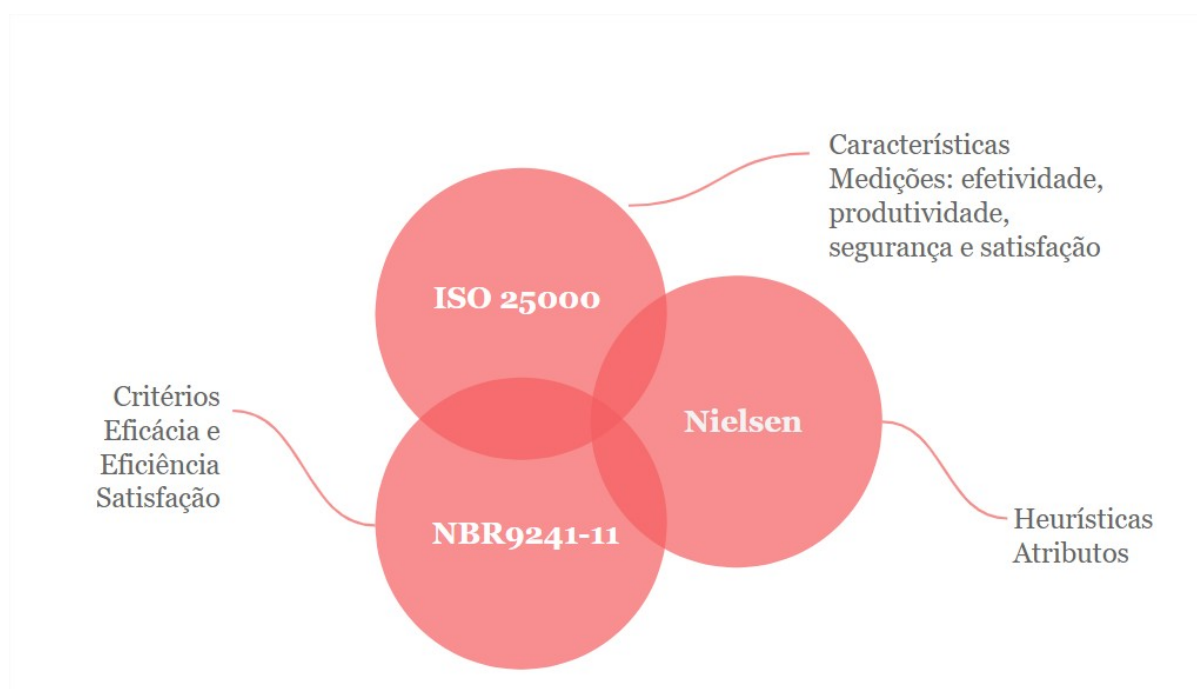 Características
Medições: efetividade,
produtividade,
segurança e satisfação
ISO 25000
Nielsen
Critérios
Eficácia e
Eficiência
Satisfação
NBR9241-11
Heurísticas
Atributos